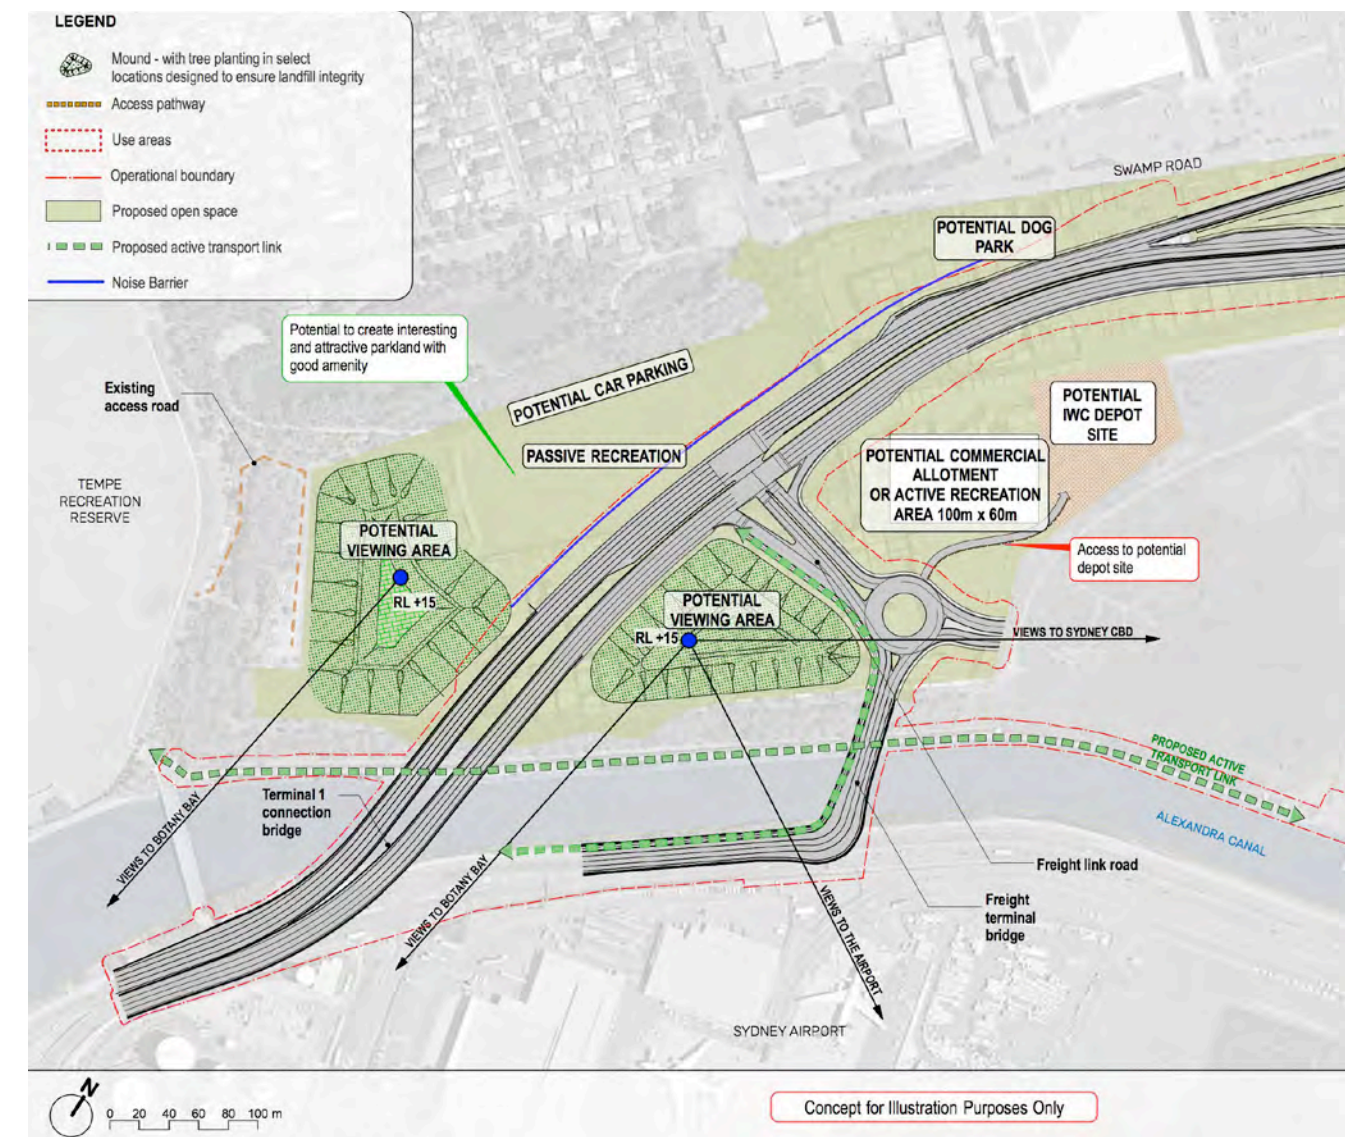 LEGEND
Mound - with tree planting in select
locations designed to ensure landfill integrity
Access pathway
Use areas
Operational boundary
Proposed open space
Proposed active transport link
Noise Barrier
SWAMP ROAD
POTENTIAL DOG
PARK
Potential to create interesting
and attractive parkland with
good amenity
POTENTIAL CAR PARKING
Existing
access road
POTENTIAL
IWC DEPOT
SITE
PASSIVE RECREATION
POTENTIAL COMMERCIAL
ALLOTMENT
OR ACTIVE RECREATION
AREA 100m x 60m
TEMPE
RECREATION
RESERVE
POTENTIAL
VIEWING AREA
RL +15
Access to potential
depot site
POTENTIAL
VIEWING AREA
RL +15
VIEWS TO SYDNEY CBD
PROPOSED ACTIVE
TRANSPORT LINK
Terminal 1
connection
bridge
VIEWS TO BOTANY BAY
ALEXANDRA CANAL
VIEWS TO BOTANY BAY
Freight link road
VIEWS TO THE AIRPORT
Freight
terminal
bridge
SYDNEY AIRPORT
N
0 20 40 60 80 100 m
Concept for Illustration Purposes Only